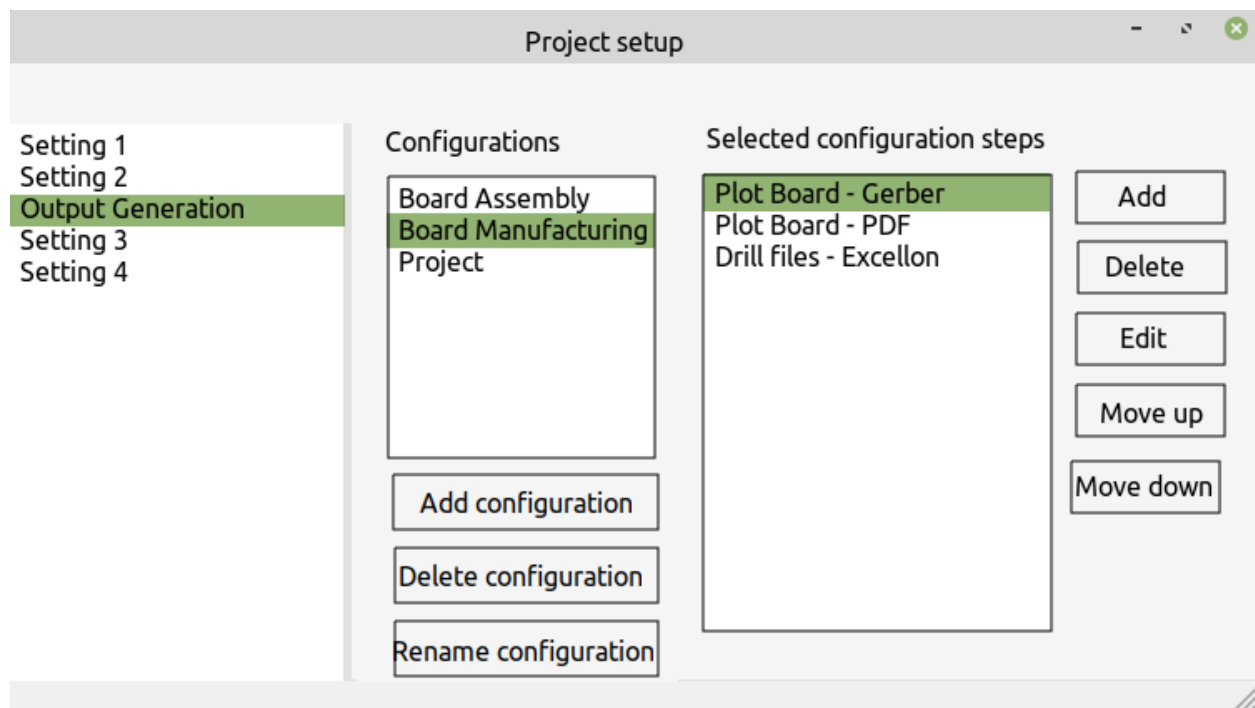 Project setup
Setting 1
Setting 2
Output Generation
Setting 3
Setting 4
Configurations
Board Assembly
Board Manufacturing
Project
Add configuration
Delete configuration
Rename configuration
Selected configuration steps
Plot Board - Gerber
Plot Board - PDF
Drill files - Excellon
Add
Delete
Edit
Move up
Move down